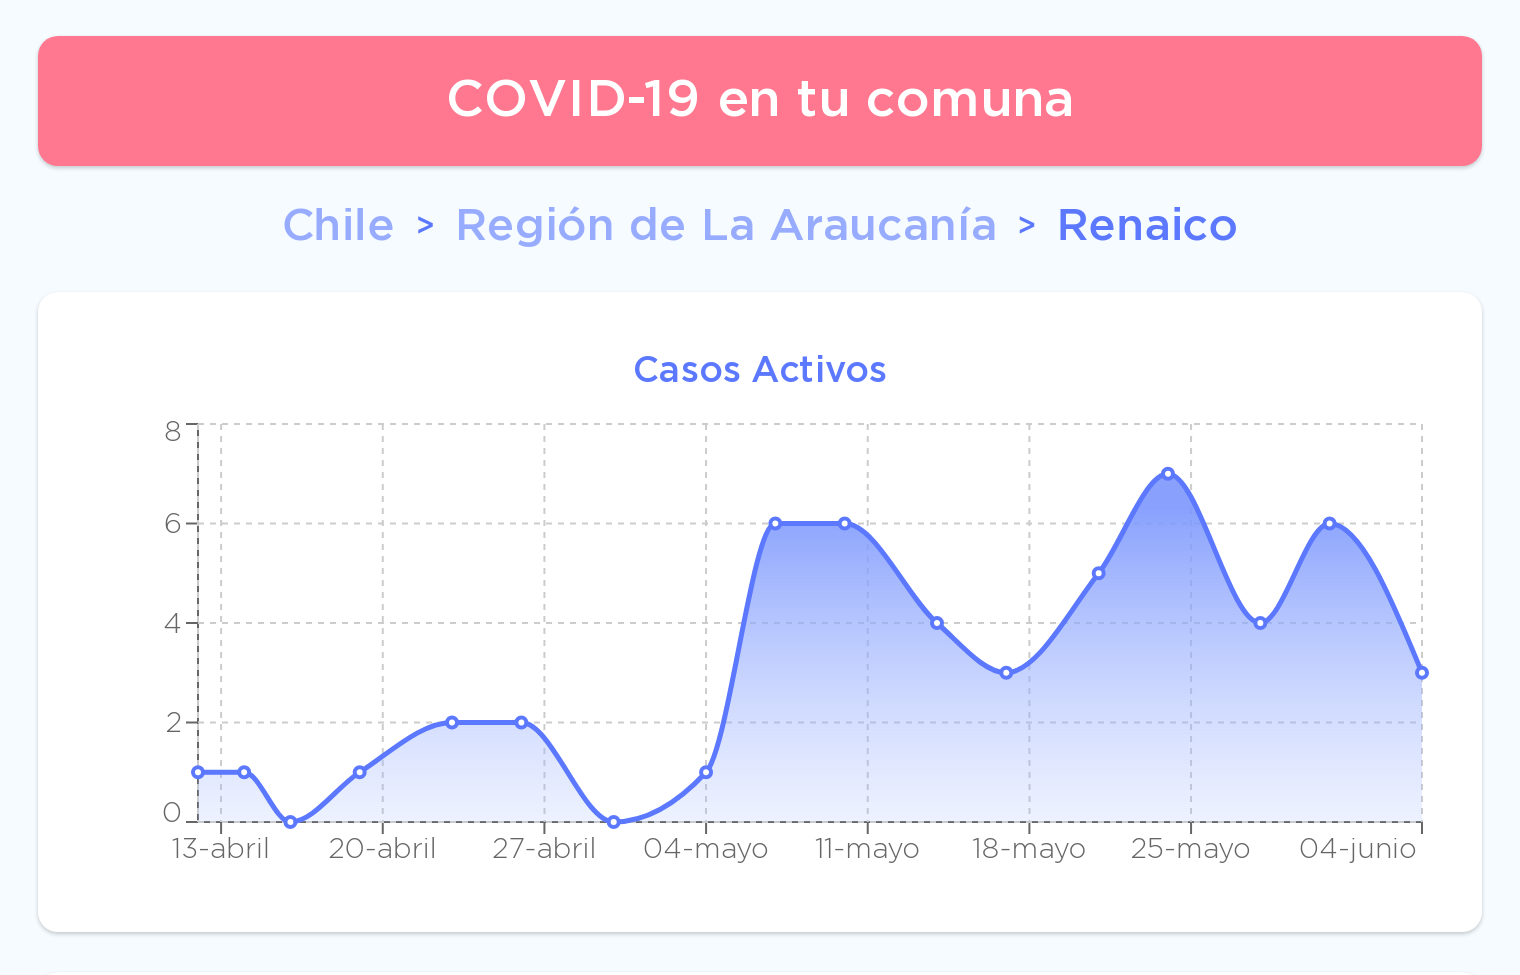 COVID-19 en tu comuna
Chile > Región de La Araucanía > Renaico
Casos Activos
8
6
4
2
0
13-abril 20-abril 27-abril 04-mayo 11-mayo 18-mayo 25-mayo 04-junio